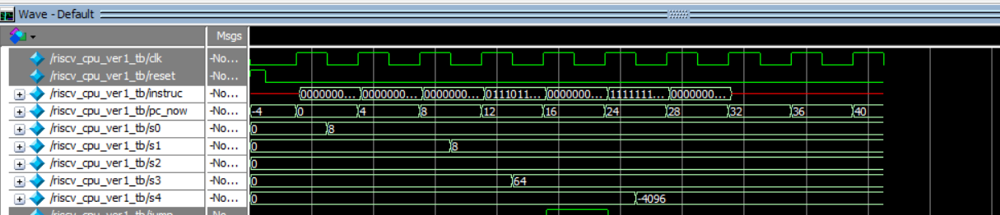 Wave - Default
Msgs
/riscv_cpu_ver1_tb/clk -No...
/riscv_cpu_ver1_tb/reset -No...
/riscv_cpu_ver1_tb/instruc -No... 0000000... 0000000... 0000000... 0111011... 0000000... 1111111... 0000000...
/riscv_cpu_ver1_tb/pc_now -No... -4 0 4 8 12 16 24 28 32 36 40
/riscv_cpu_ver1_tb/s0 -No... 0 8
/riscv_cpu_ver1_tb/s1 -No... 0 8
/riscv_cpu_ver1_tb/s2 -No... 0
/riscv_cpu_ver1_tb/s3 -No... 0 64
/riscv_cpu_ver1_tb/s4 -No... 0 -4096
/riscv_cpu_ver1_tb/jump -No...